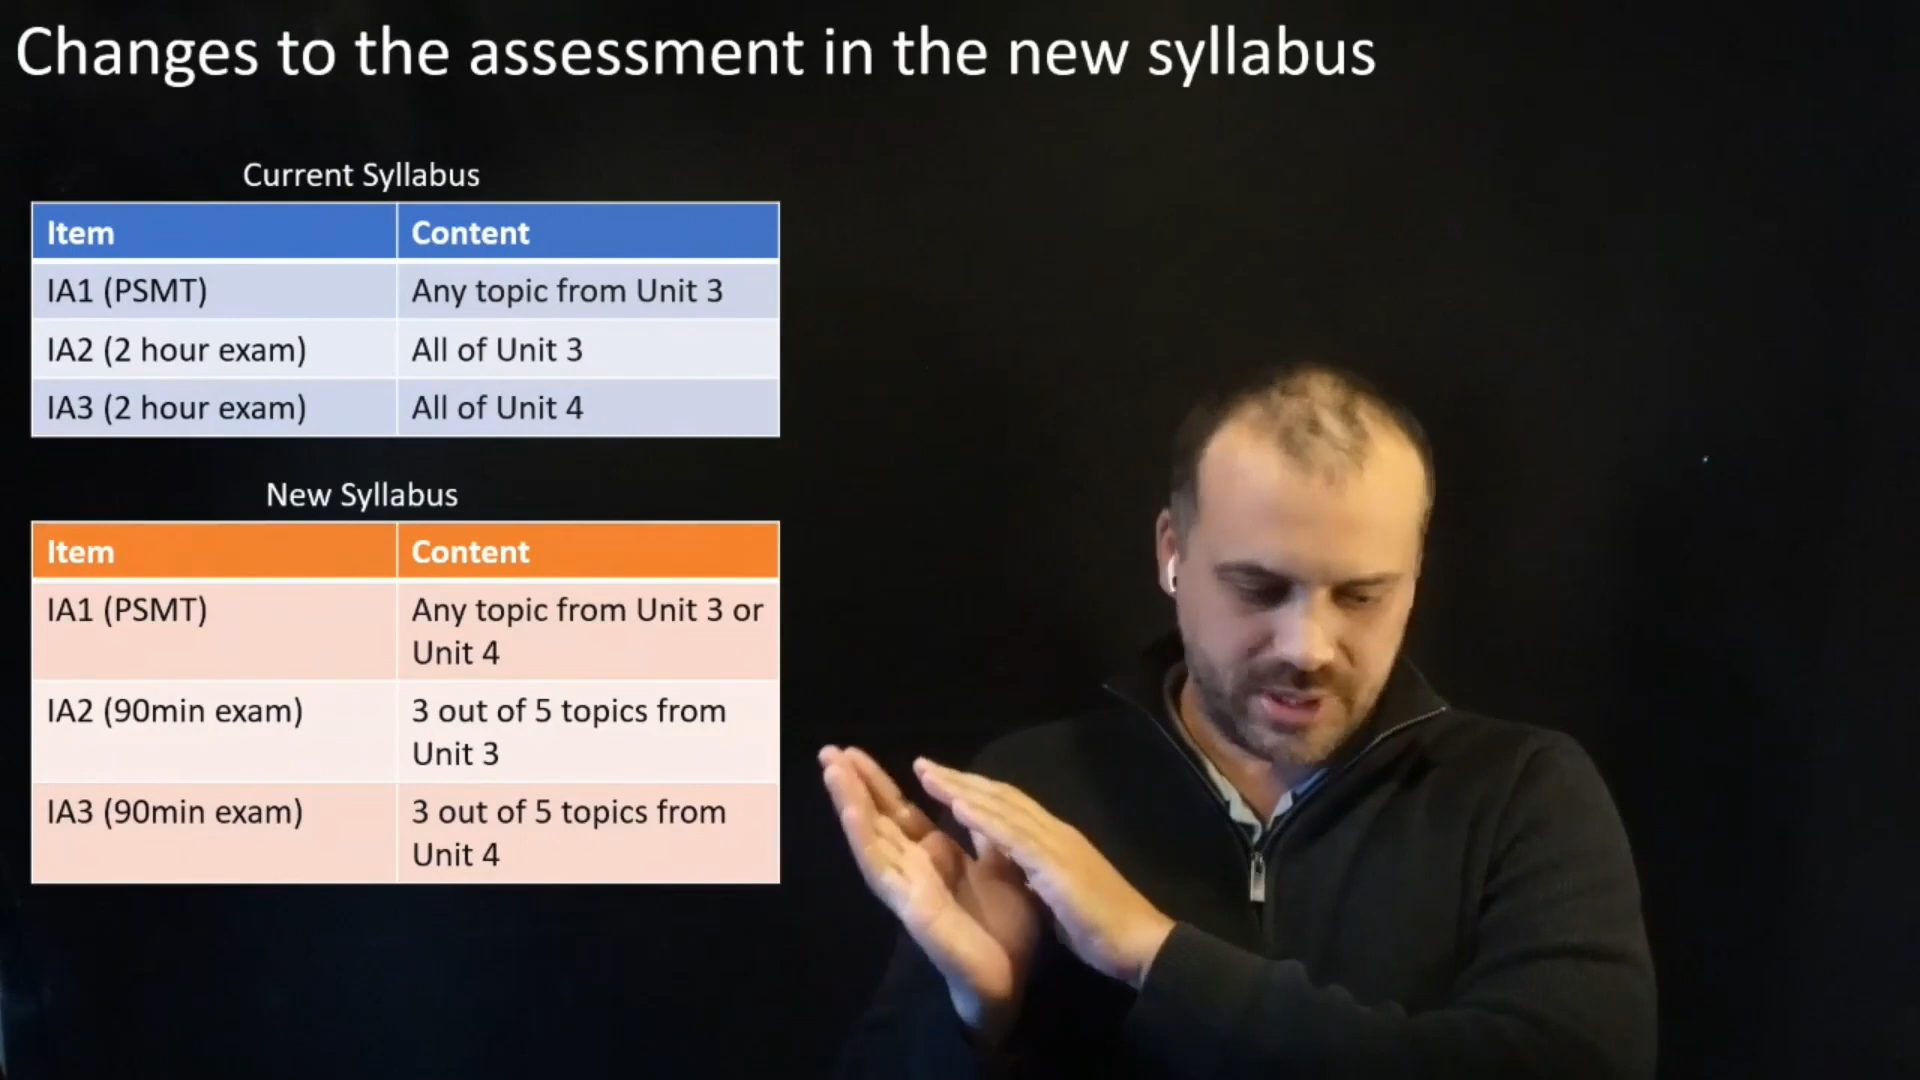 Changes to the assessment in the new syllabus
Current Syllabus
Item Content
IA1 (PSMT) Any topic from Unit 3
IA2 (2 hour exam) All of Unit 3
IA3 (2 hour exam) All of Unit 4
New Syllabus
Item Content
IA1 (PSMT) Any topic from Unit 3 or
Unit 4
IA2 (90min exam) 3 out of 5 topics from
Unit 3
IA3 (90min exam) 3 out of 5 topics from
Unit 4